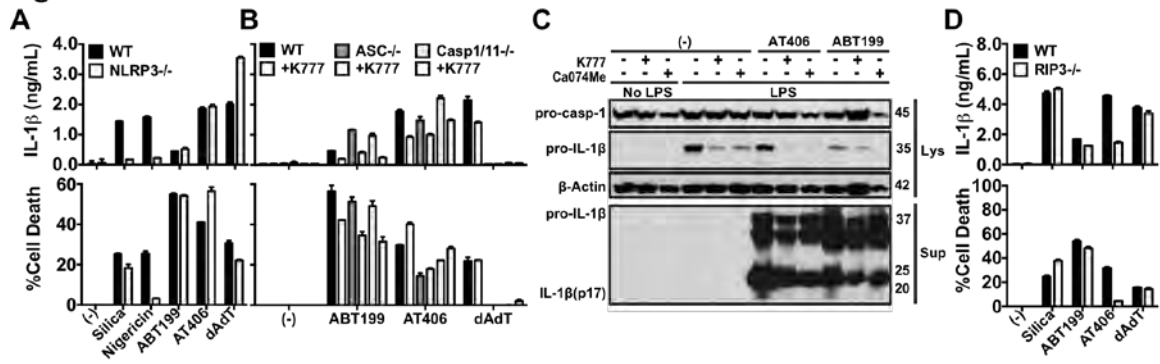 A
IL-1β (ng/mL)
4.0
3.0
2.0
1.0
0.0
WT
NLRP3-/-
%Cell Death
60
40
20
0
(-)
Silica
Nigericin
ABT199
AT406
dAdT
B
WT
ASC-/-
Casp1/11-/-
+K777
+K777
+K777
(-)
ABT199
AT406
dAdT
C
(-) AT406 ABT199
K777 - + - - + - - + - - + -
Ca074Me - - + - - + - - + - - +
No LPS LPS
pro-casp-1 45
pro-IL-1β 35 Lys
β-Actin 42
pro-IL-1β 37
Sup
25
20
IL-1β(p17)
D
IL-1β (ng/mL)
8.0
6.0
4.0
2.0
0.0
WT
RIP3-/-
%Cell Death
100
80
60
40
20
0
(-)
Silica
ABT199
AT406
dAdT